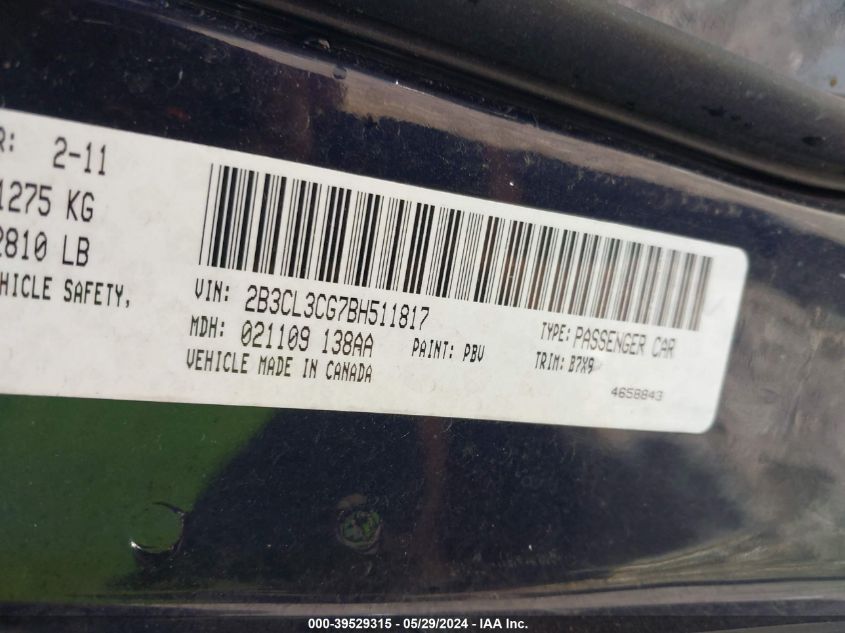 R: 2-11
1275 KG
2810 LB
HICLE SAFETY,
VIN: 2B3CL3CG7BH511817
MDH: 021109 138AA
PAINT: PBV
VEHICLE MADE IN CANADA
TYPE: PASSENGER CAR
TRIM: B7X9
4658843
000-39529315 - 05/29/2024 - IAA Inc.